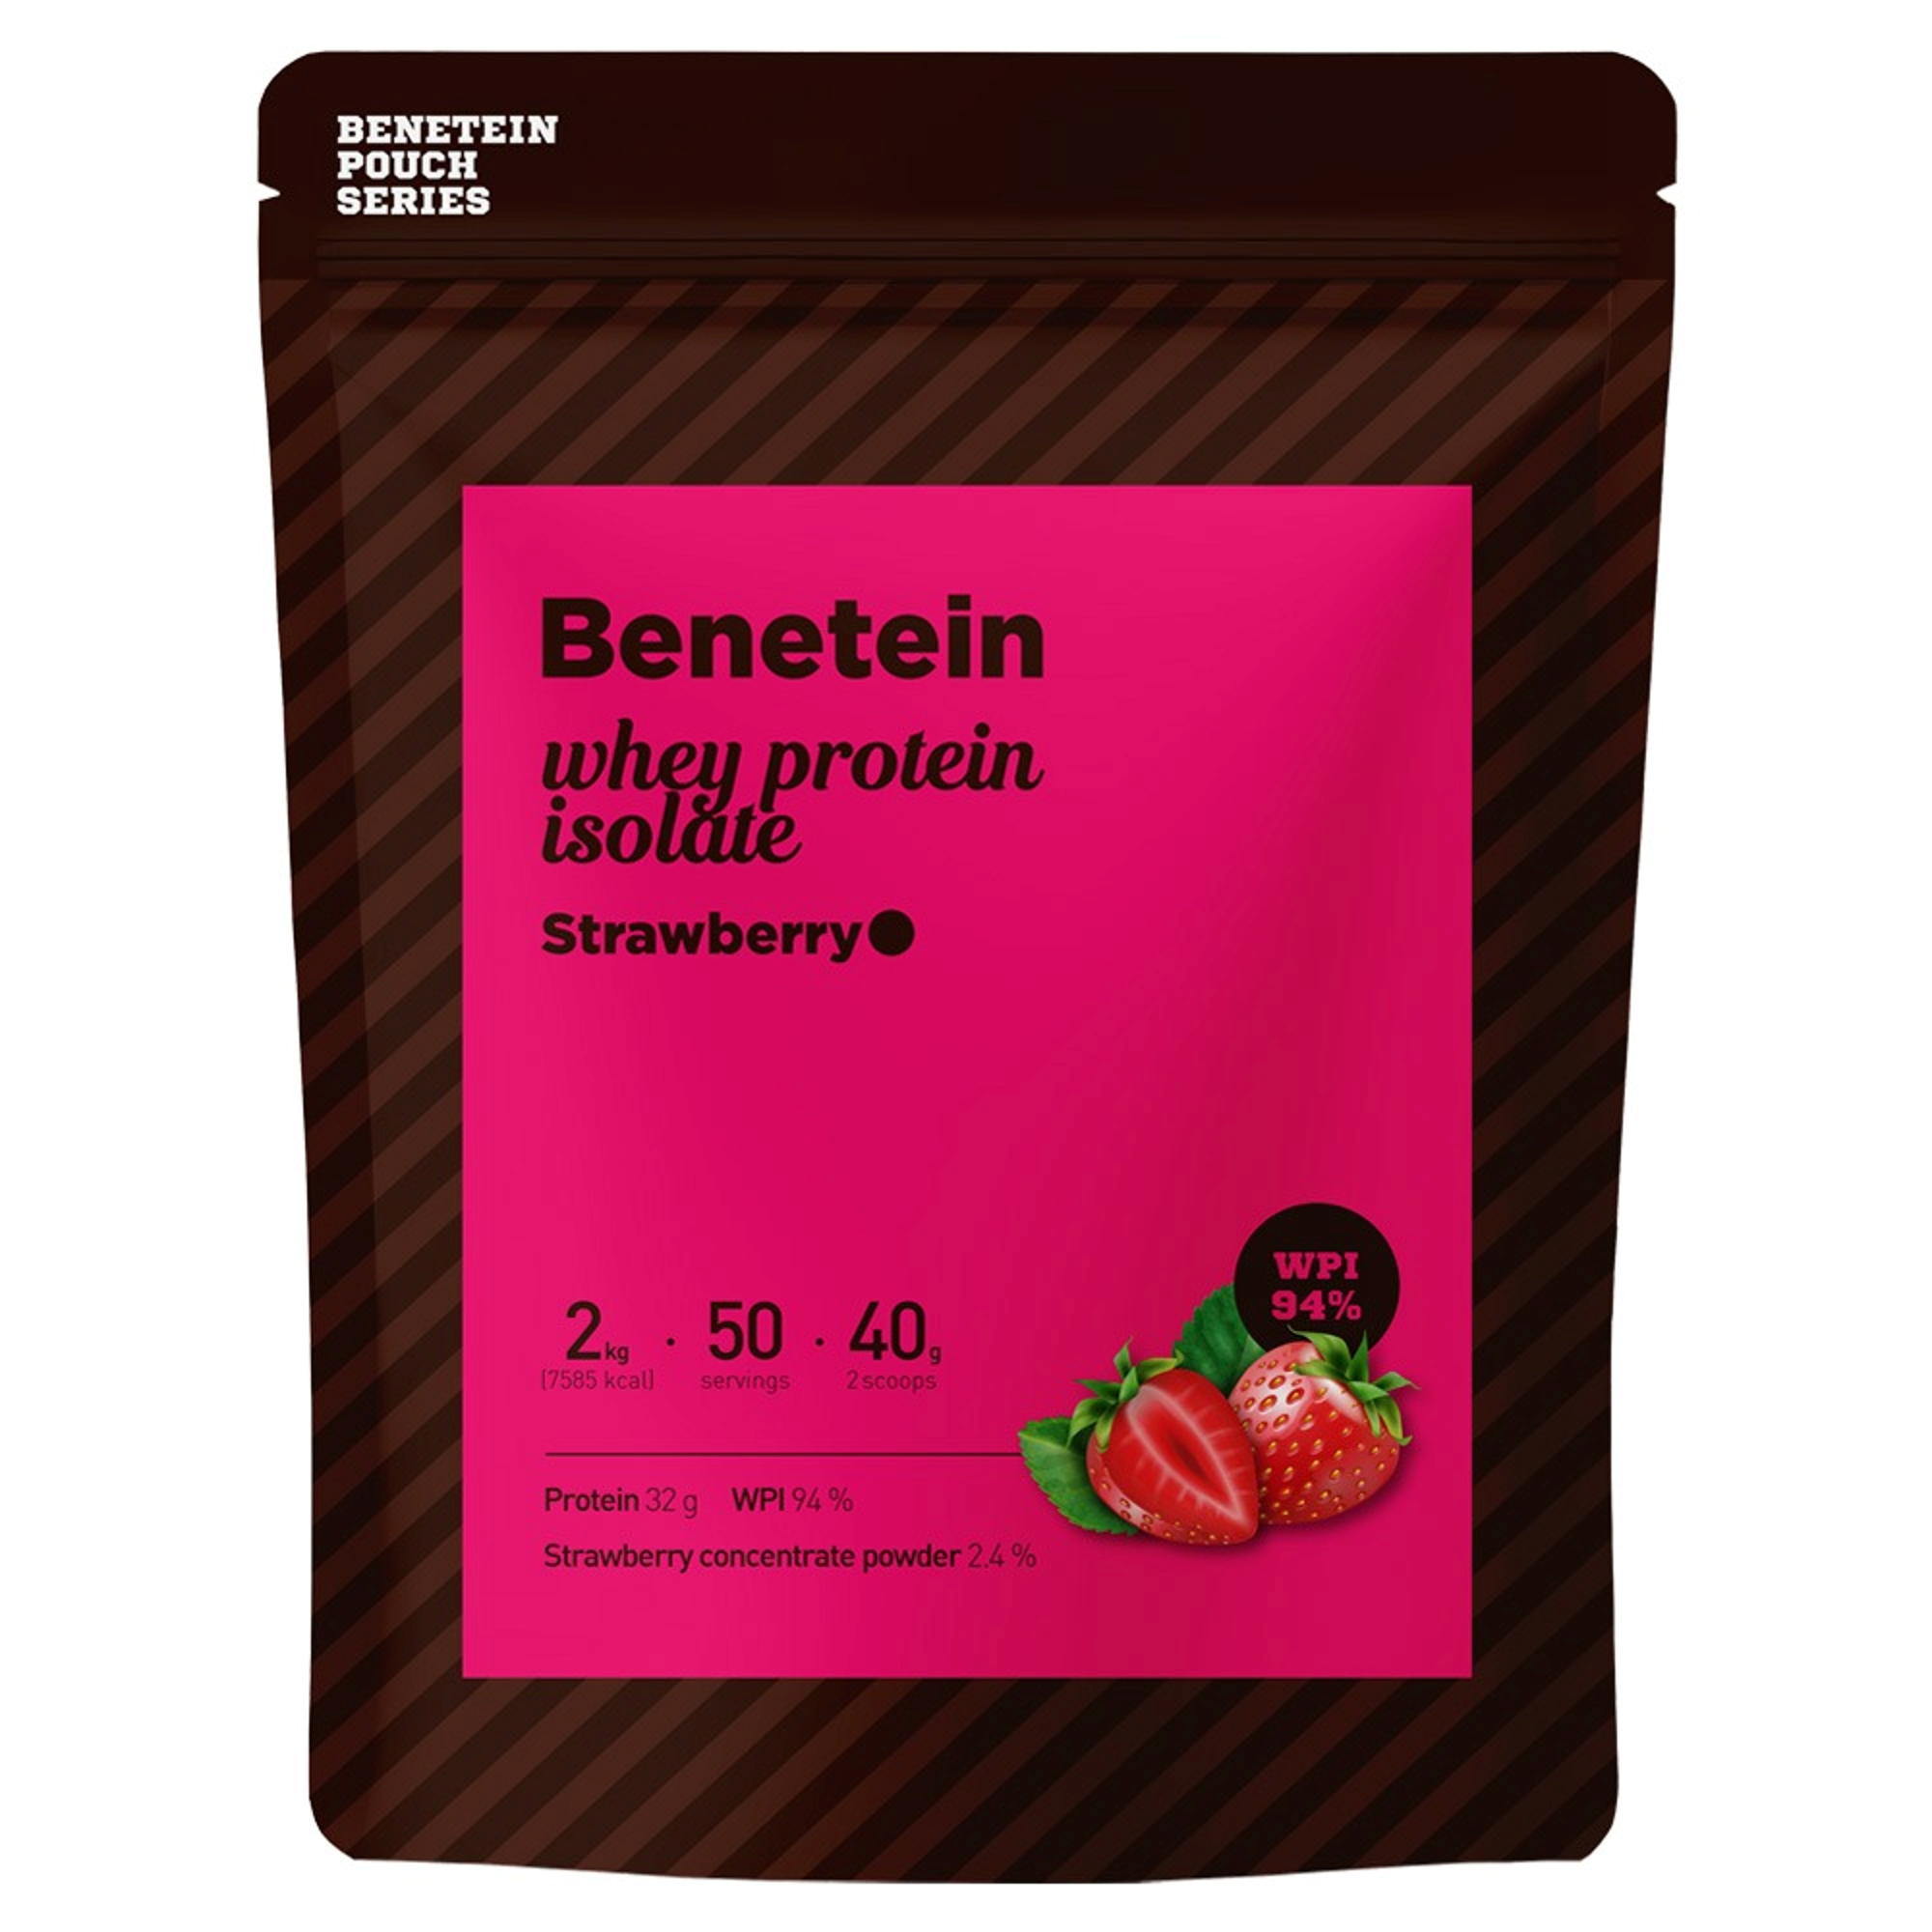 BENETEIN
POUCH
SERIES
Benetein
whey protein
isolate
Strawberry
WPI
94%
2kg · 50 · 40g
(7585 kcal) servings 2 scoops
Protein 32 g WPI 94 %
Strawberry concentrate powder 2.4 %